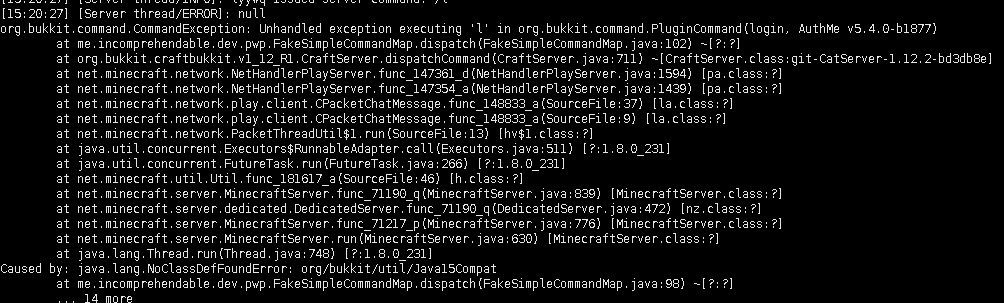 [15:20:27] [Server thread/INFO]: lyywq issued server command: /l
[15:20:27] [Server thread/ERROR]: null
org.bukkit.command.CommandException: Unhandled exception executing 'l' in org.bukkit.command.PluginCommand(login, AuthMe v5.4.0-b1877)
at me.incomprehendable.dev.pwp.FakeSimpleCommandMap.dispatch(FakeSimpleCommandMap.java:102) ~[?:?]
at org.bukkit.craftbukkit.v1_12_R1.CraftServer.dispatchCommand(CraftServer.java:711) ~[CraftServer.class:git-CatServer-1.12.2-bd3db8e]
at net.minecraft.network.NetHandlerPlayServer.func_147361_d(NetHandlerPlayServer.java:1594) [pa.class:?]
at net.minecraft.network.NetHandlerPlayServer.func_147354_a(NetHandlerPlayServer.java:1439) [pa.class:?]
at net.minecraft.network.play.client.CPacketChatMessage.func_148833_a(SourceFile:37) [la.class:?]
at net.minecraft.network.play.client.CPacketChatMessage.func_148833_a(SourceFile:9) [la.class:?]
at net.minecraft.network.PacketThreadUtil$1.run(SourceFile:13) [hv$1.class:?]
at java.util.concurrent.Executors$RunnableAdapter.call(Executors.java:511) [?:1.8.0_231]
at java.util.concurrent.FutureTask.run(FutureTask.java:266) [?:1.8.0_231]
at net.minecraft.util.Util.func_181617_a(SourceFile:46) [h.class:?]
at net.minecraft.server.MinecraftServer.func_71190_q(MinecraftServer.java:839) [MinecraftServer.class:?]
at net.minecraft.server.dedicated.DedicatedServer.func_71190_q(DedicatedServer.java:472) [nz.class:?]
at net.minecraft.server.MinecraftServer.func_71217_p(MinecraftServer.java:776) [MinecraftServer.class:?]
at net.minecraft.server.MinecraftServer.run(MinecraftServer.java:630) [MinecraftServer.class:?]
at java.lang.Thread.run(Thread.java:748) [?:1.8.0_231]
Caused by: java.lang.NoClassDefFoundError: org/bukkit/util/Java15Compat
at me.incomprehendable.dev.pwp.FakeSimpleCommandMap.dispatch(FakeSimpleCommandMap.java:98) ~[?:?]
... 14 more